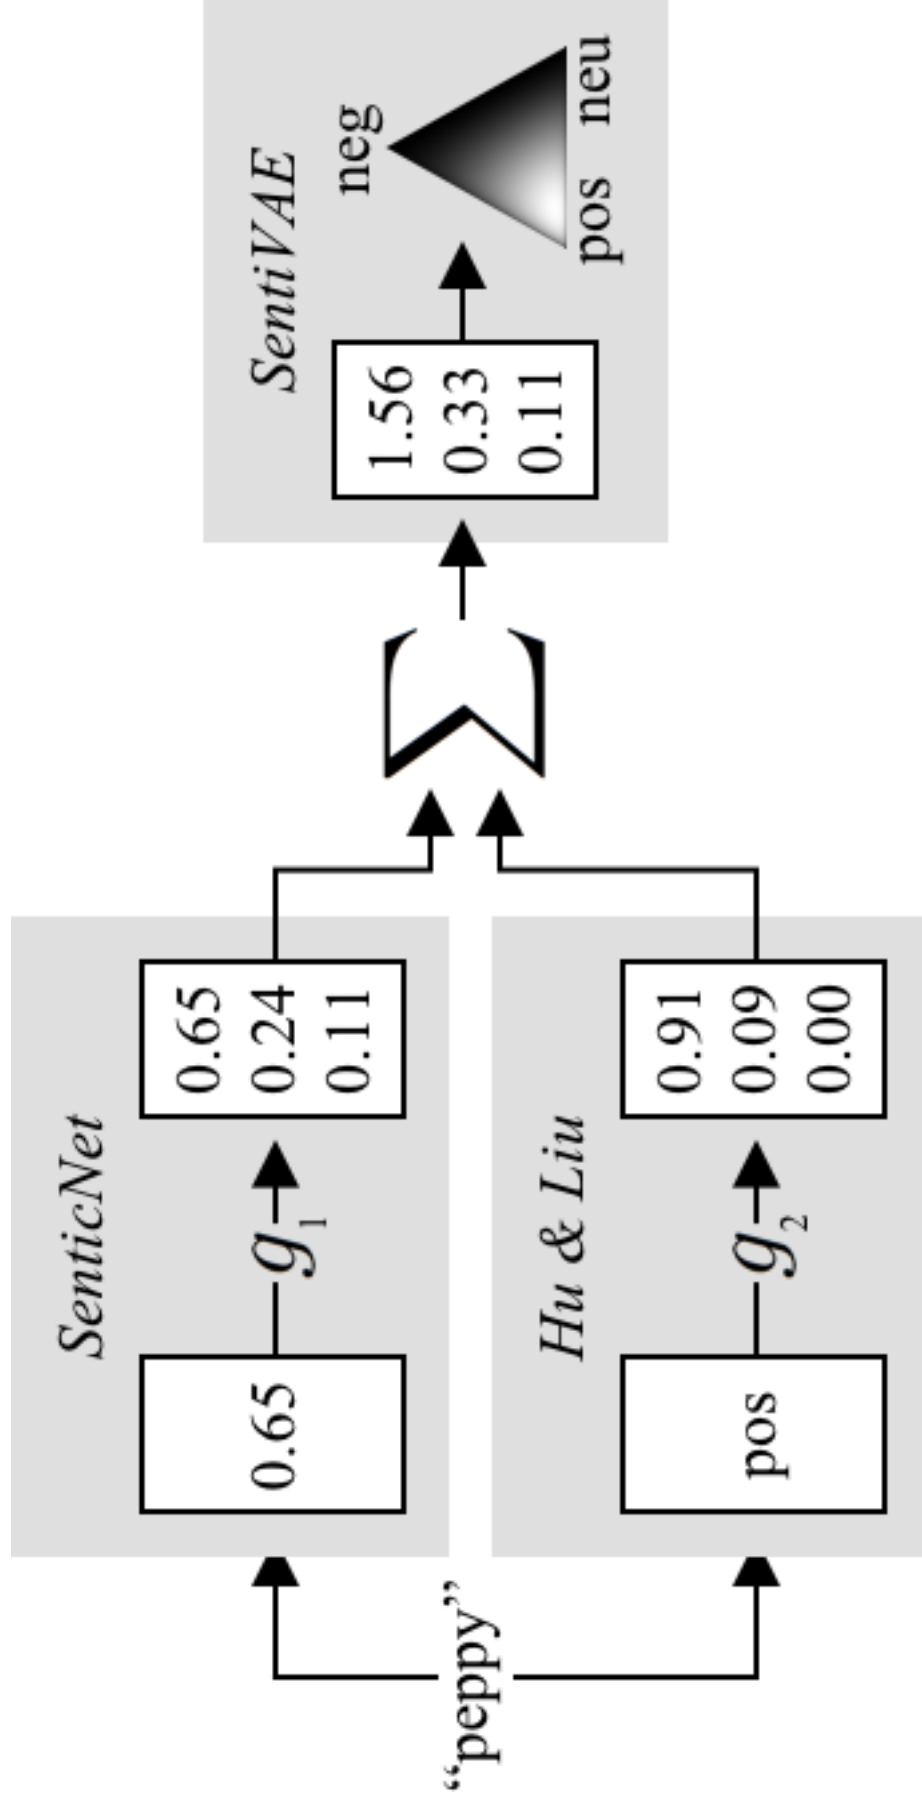 “peppy”
SenticNet
0.65
g1
0.65
0.24
0.11
Hu & Liu
pos
g2
0.91
0.09
0.00
∑
SentiVAE
1.56
0.33
0.11
neg
pos neu